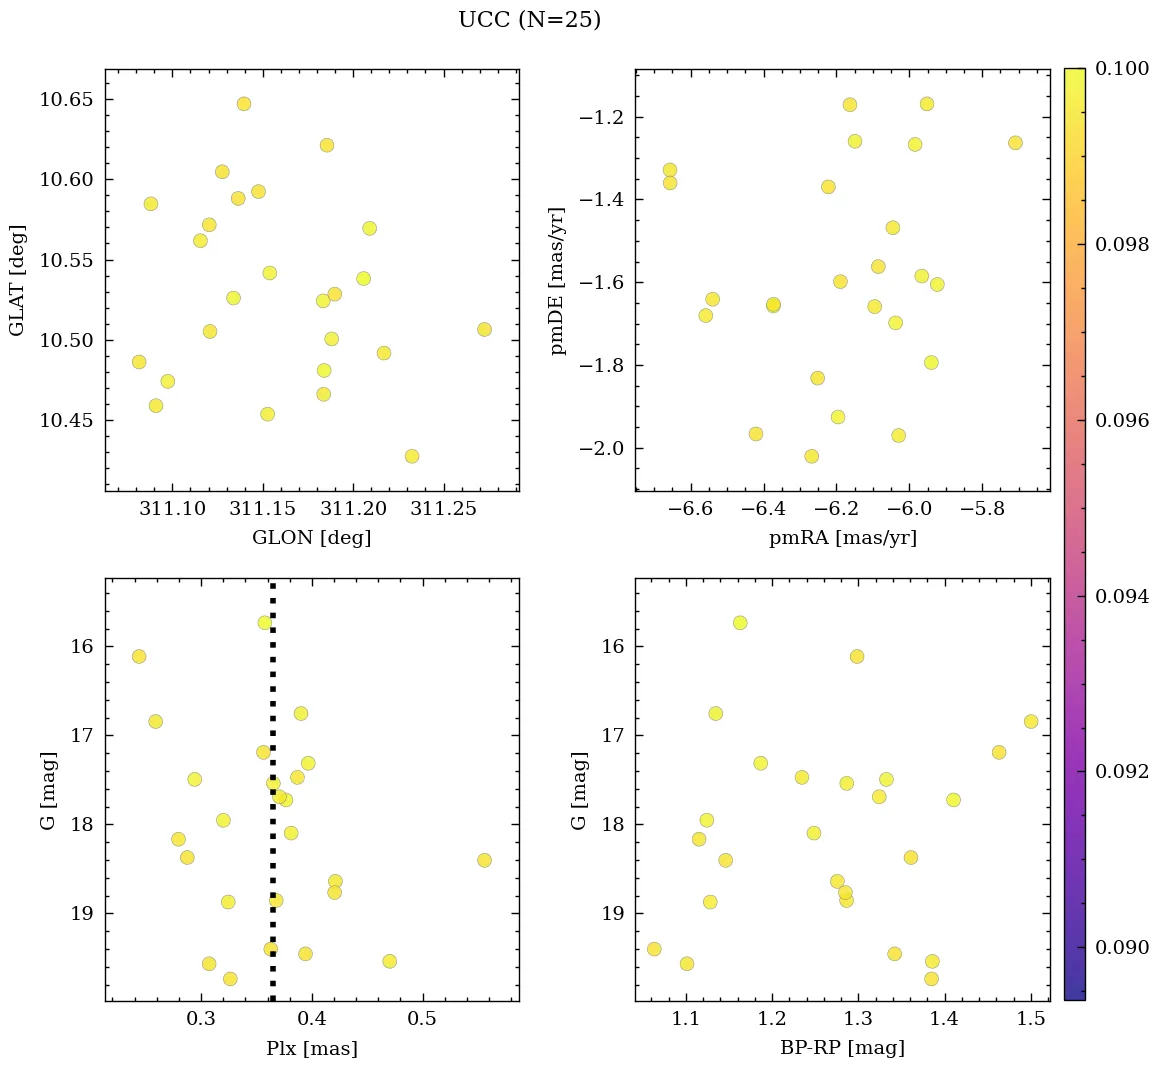 UCC (N=25)
10.65
10.60
10.55
10.50
10.45
GLAT [deg]
311.10 311.15 311.20 311.25
GLON [deg]
−1.2
−1.4
−1.6
−1.8
−2.0
pmDE [mas/yr]
−6.6 −6.4 −6.2 −6.0 −5.8
pmRA [mas/yr]
0.100
0.098
0.096
0.094
0.092
0.090
16
17
18
19
G [mag]
0.3 0.4 0.5
Plx [mas]
16
17
18
19
G [mag]
1.1 1.2 1.3 1.4 1.5
BP-RP [mag]